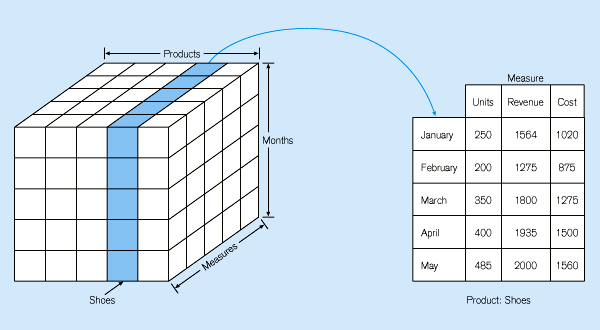 Products
Months
Measures
Shoes
Measure
Units Revenue Cost
January 250 1564 1020
February 200 1275 875
March 350 1800 1275
April 400 1935 1500
May 485 2000 1560
Product: Shoes